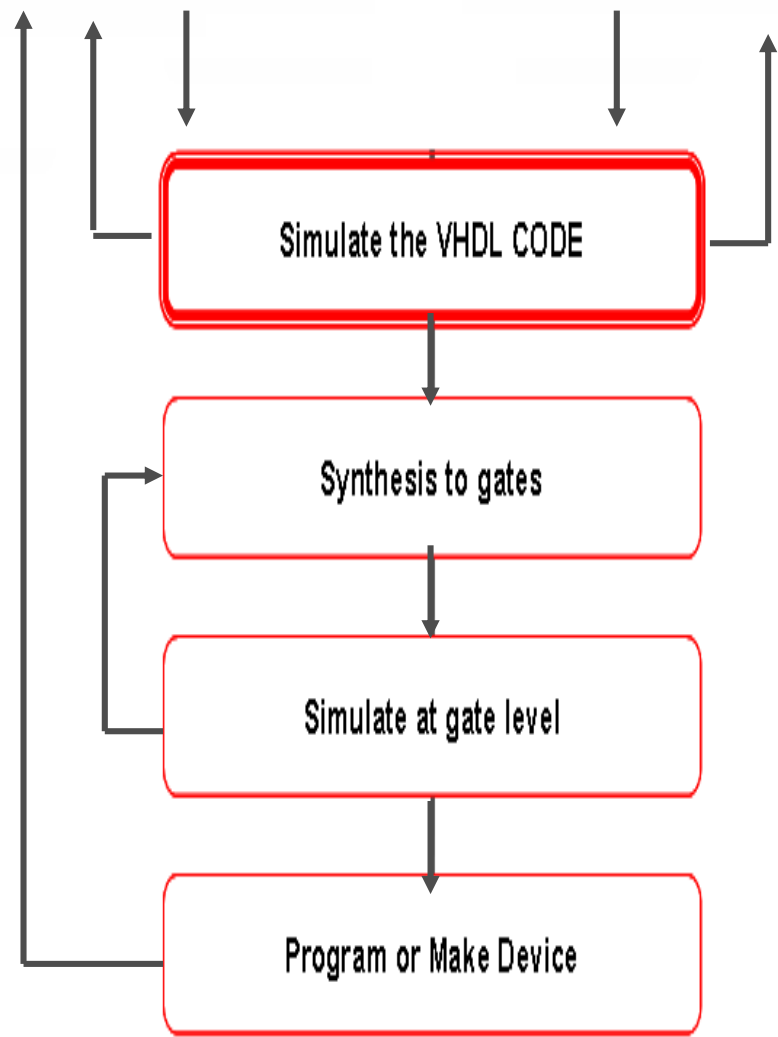 Simulate the VHDL CODE
Synthesis to gates
Simulate at gate level
Program or Make Device